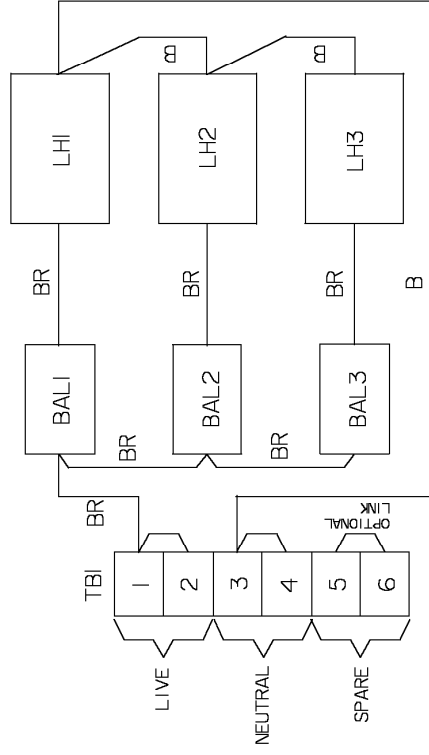 TB1
LIVE
NEUTRAL
SPARE
1
2
3
4
5
6
OPTIONAL
LINK
BR
BR
BR
BAL1
BAL2
BAL3
BR
BR
BR
B
LH1
LH2
LH3
B
B